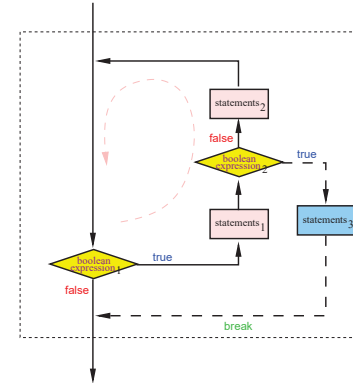 statements2
false
boolean
expression2
true
statements1
statements3
boolean
expression1
true
false
break